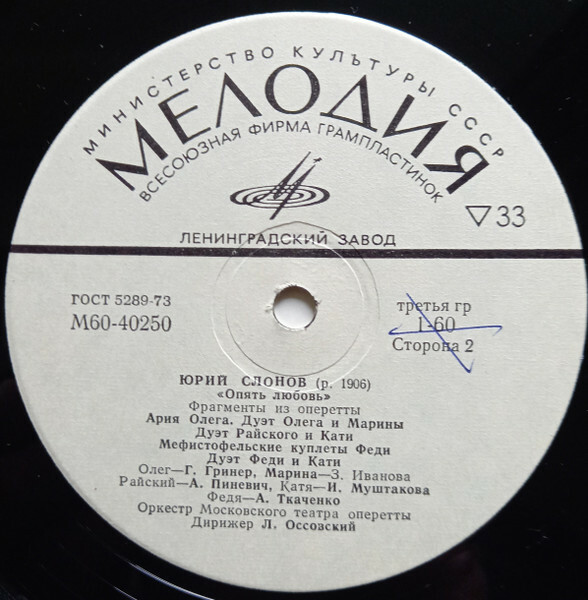 МИНИСТЕРСТВО КУЛЬТУРЫ СССР
МЕЛОДИЯ
ВСЕСОЮЗНАЯ ФИРМА ГРАМПЛАСТИНОК
▽ 33
ЛЕНИНГРАДСКИЙ ЗАВОД
ГОСТ 5289-73
М60-40250
третья гр
1-60
Сторона 2
ЮРИЙ СЛОНОВ (р. 1906)
«Опять любовь»
Фрагменты из оперетты
Ария Олега. Дуэт Олега и Марины
Дуэт Райского и Кати
Мефистофельские куплеты Феди
Дуэт Феди и Кати
Олег—Г. Гринер, Марина—З. Иванова
Райский—А. Пиневич, Катя—И. Муштакова
Федя—А. Ткаченко
Оркестр Московского театра оперетты
Дирижер Л. Оссовский